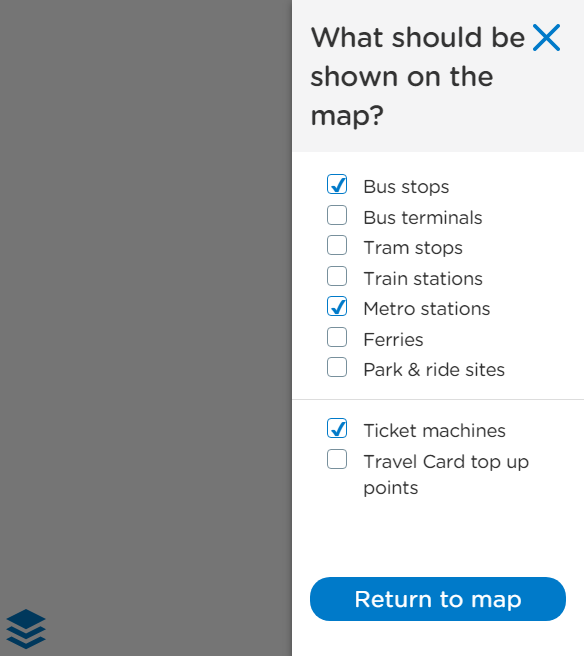 What should be
shown on the
map?
Bus stops
Bus terminals
Tram stops
Train stations
Metro stations
Ferries
Park & ride sites
Ticket machines
Travel Card top up
points
Return to map